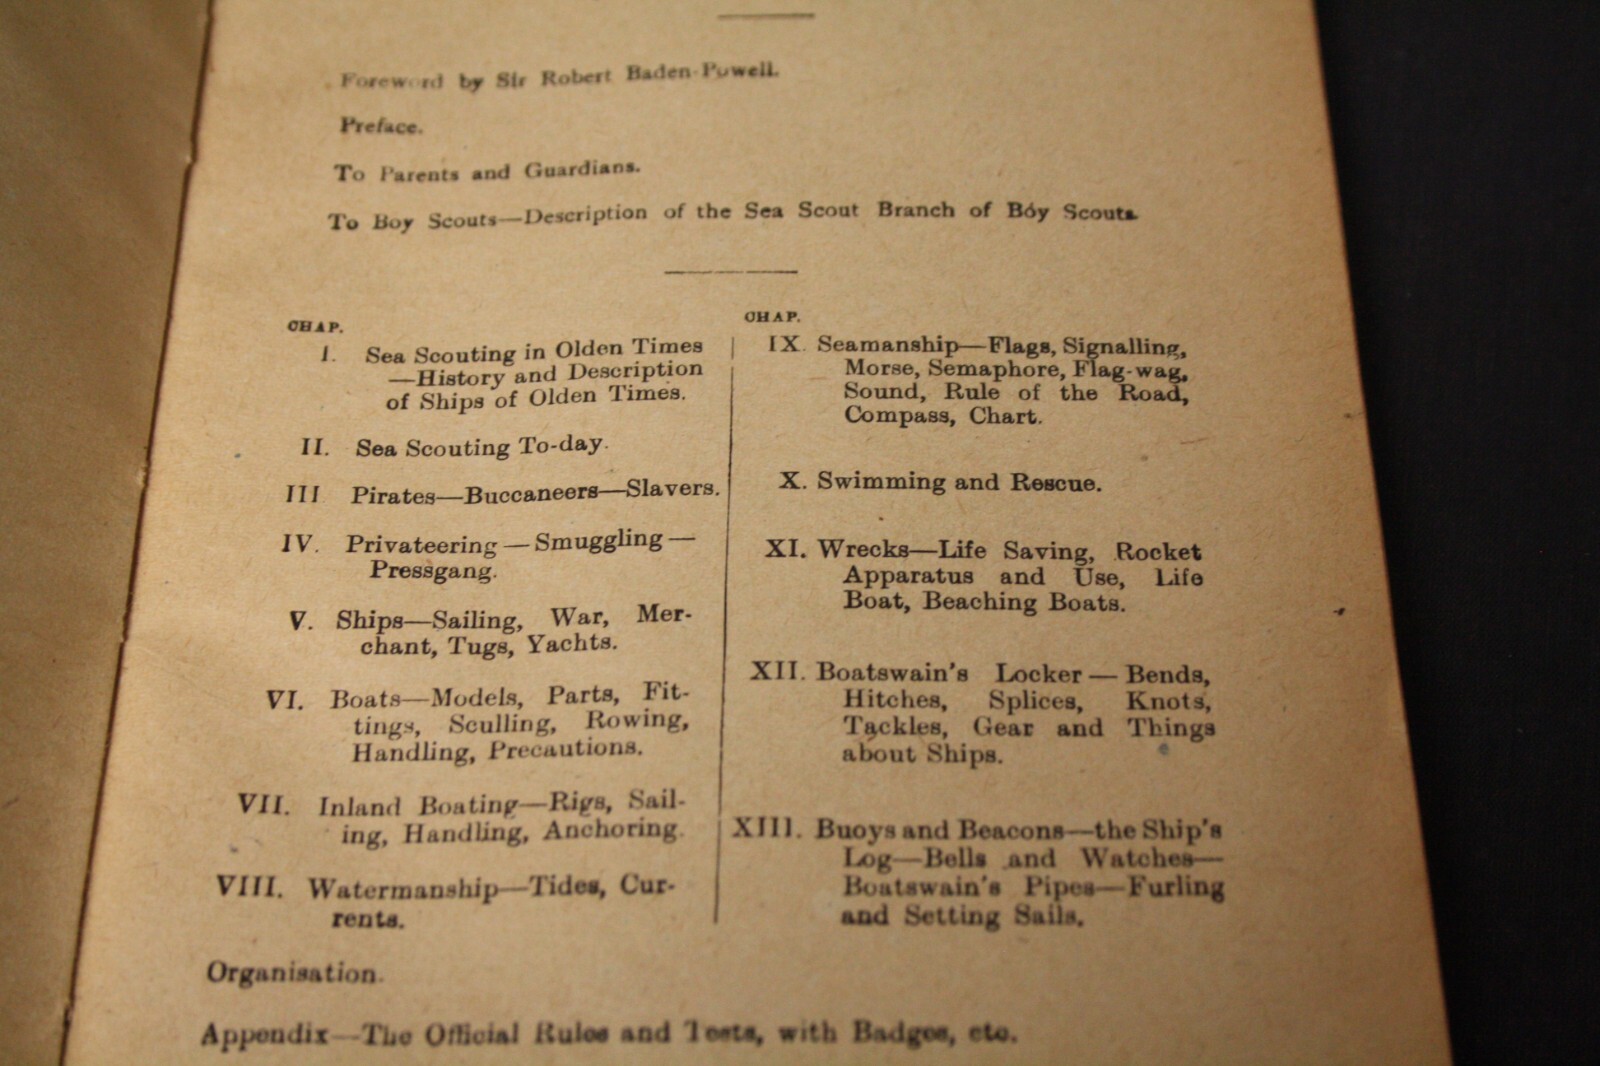 Foreword by Sir Robert Baden-Powell.
Preface.
To Parents and Guardians.
To Boy Scouts—Description of the Sea Scout Branch of Boy Scouts.
CHAP.
I. Sea Scouting in Olden Times
—History and Description
of Ships of Olden Times.
II. Sea Scouting To-day.
III Pirates—Buccaneers—Slavers.
IV. Privateering — Smuggling —
Pressgang.
V. Ships—Sailing, War, Mer-
chant, Tugs, Yachts.
VI. Boats—Models, Parts, Fit-
tings, Sculling, Rowing,
Handling, Precautions.
VII. Inland Boating—Rigs, Sail-
ing, Handling, Anchoring.
VIII. Watermanship—Tides, Cur-
rents.
CHAP.
IX. Seamanship—Flags, Signalling,
Morse, Semaphore, Flag-wag,
Sound, Rule of the Road,
Compass, Chart.
X. Swimming and Rescue.
XI. Wrecks—Life Saving, Rocket
Apparatus and Use, Life
Boat, Beaching Boats.
XII. Boatswain's Locker — Bends,
Hitches, Splices, Knots,
Tackles, Gear and Things
about Ships.
XIII. Buoys and Beacons—the Ship's
Log—Bells and Watches—
Boatswain's Pipes—Furling
and Setting Sails.
Organisation.
Appendix—The Official Rules and Tests, with Badges, etc.